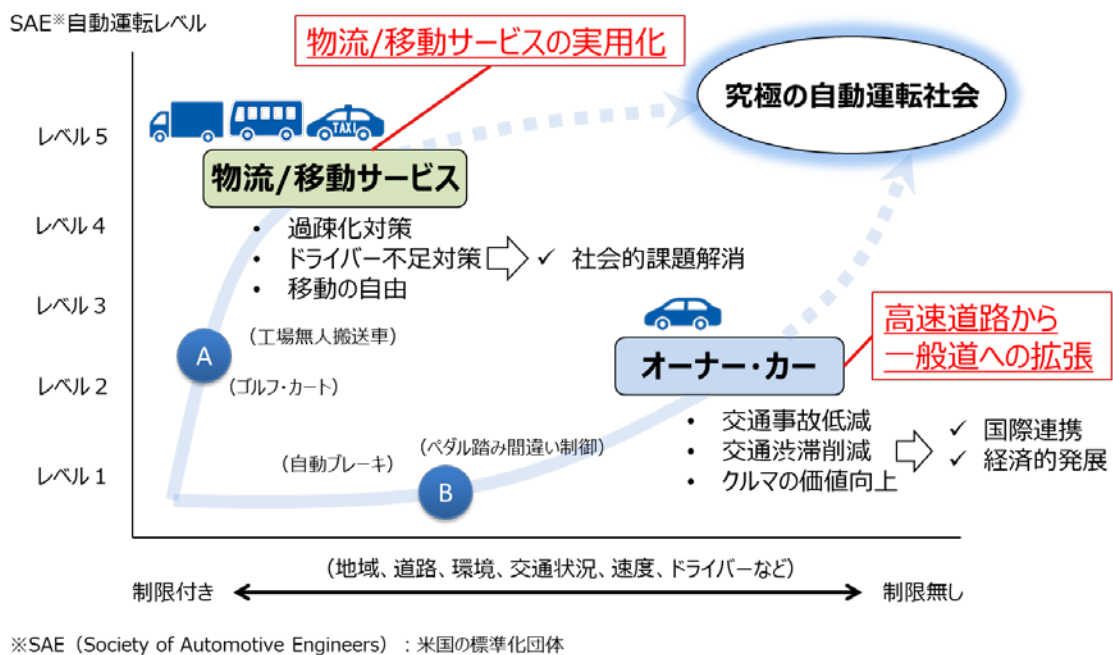 SAE※自動運転レベル
物流/移動サービスの実用化
究極の自動運転社会
レベル5
TAXI
物流/移動サービス
レベル4
• 過疎化対策
• ドライバー不足対策
• 移動の自由
✓ 社会的課題解消
レベル3
A
(工場無人搬送車)
高速道路から
一般道への拡張
オーナー・カー
レベル2
(ゴルフ・カート)
• 交通事故低減
• 交通渋滞削減
• クルマの価値向上
✓ 国際連携
✓ 経済的発展
(ペダル踏み間違い制御)
(自動ブレーキ)
レベル1
B
(地域、道路、環境、交通状況、速度、ドライバーなど)
制限付き
制限無し
※SAE(Society of Automotive Engineers):米国の標準化団体